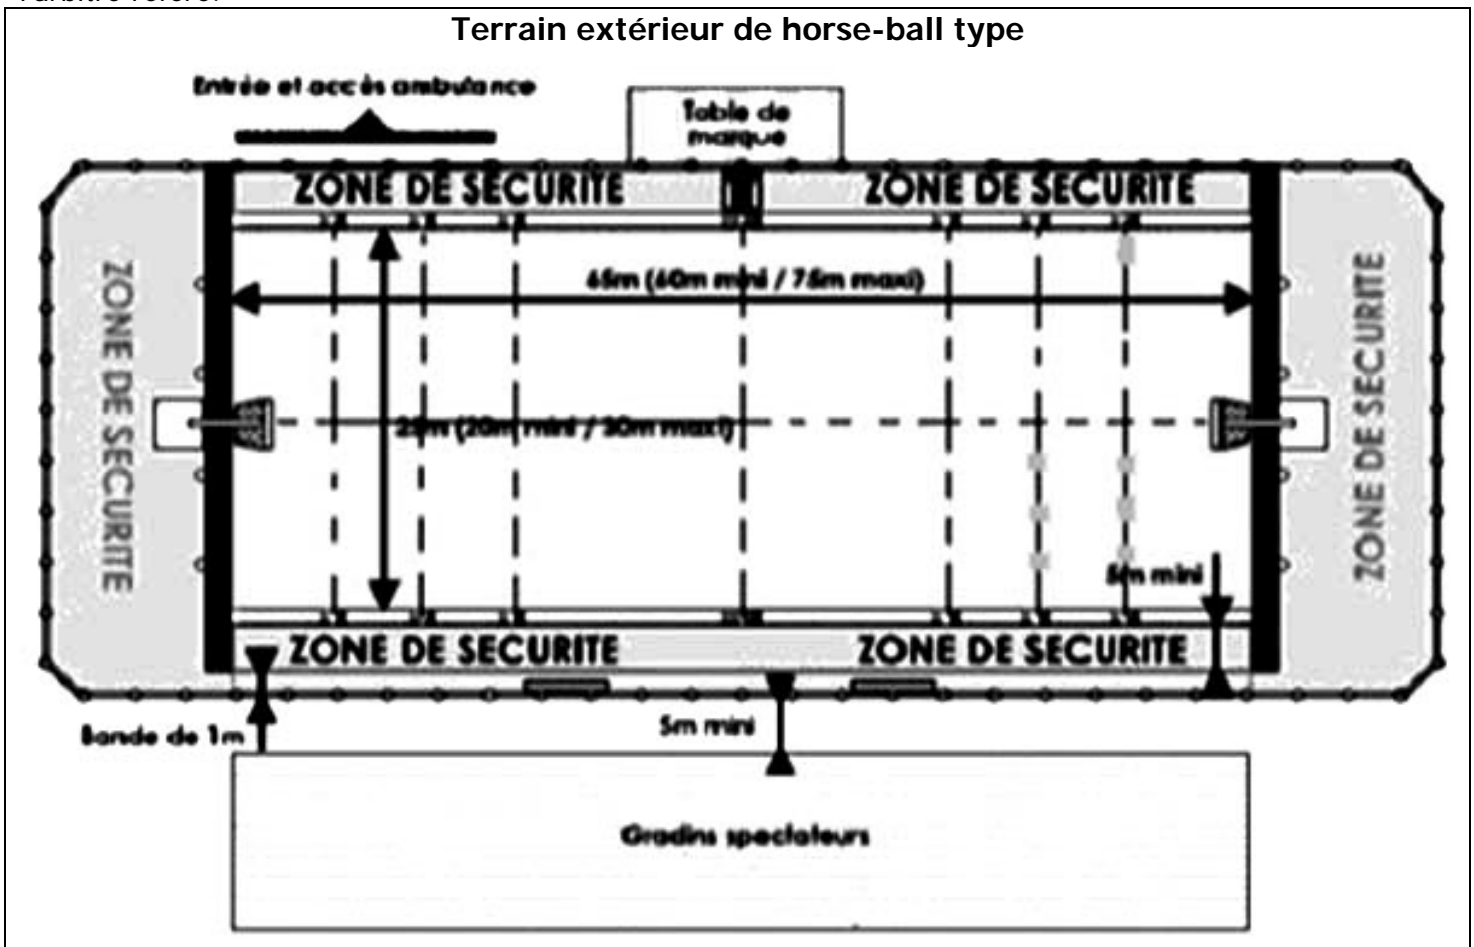 Terrain extérieur de horse-ball type
Entrée et accès ambulance
Table de
marque
ZONE DE SECURITE
ZONE DE SECURITE
65m (60m mini / 75m maxi)
ZONE DE SECURITE
ZONE DE SECURITE
25m (20m mini / 30m maxi)
5m mini
ZONE DE SECURITE
ZONE DE SECURITE
Bande de 1m
5m mini
Gradins spectateurs